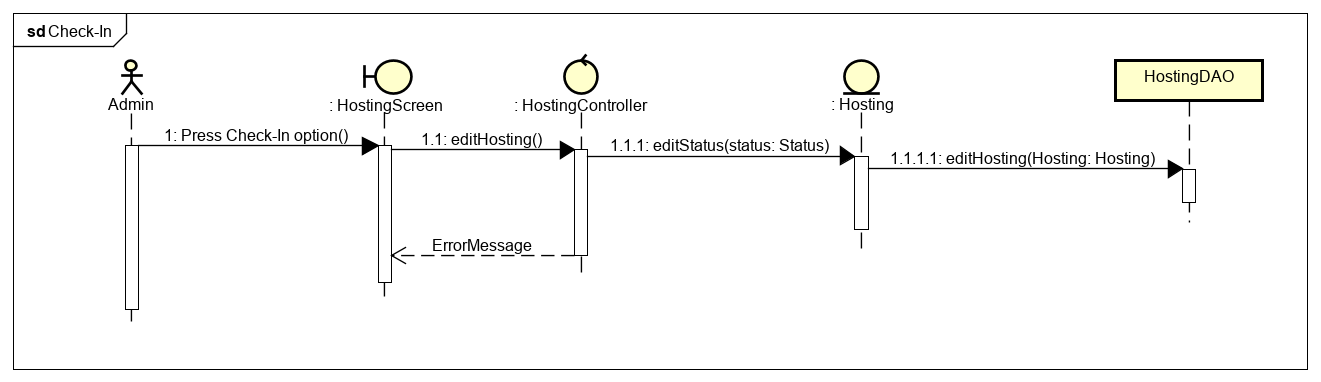 sd Check-In
Admin
: HostingScreen
: HostingController
: Hosting
HostingDAO
1: Press Check-In option()
1.1: editHosting()
1.1.1: editStatus(status: Status)
1.1.1.1: editHosting(Hosting: Hosting)
ErrorMessage